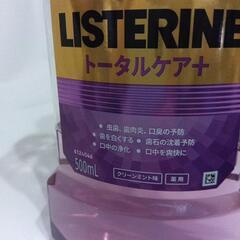 LISTERINE
トータルケア+
・虫歯、歯肉炎、口臭の予防
・歯を白くする ・歯石の沈着予防
・口中の浄化 ・口中を爽快に
500mL
クリーンミント味
薬用